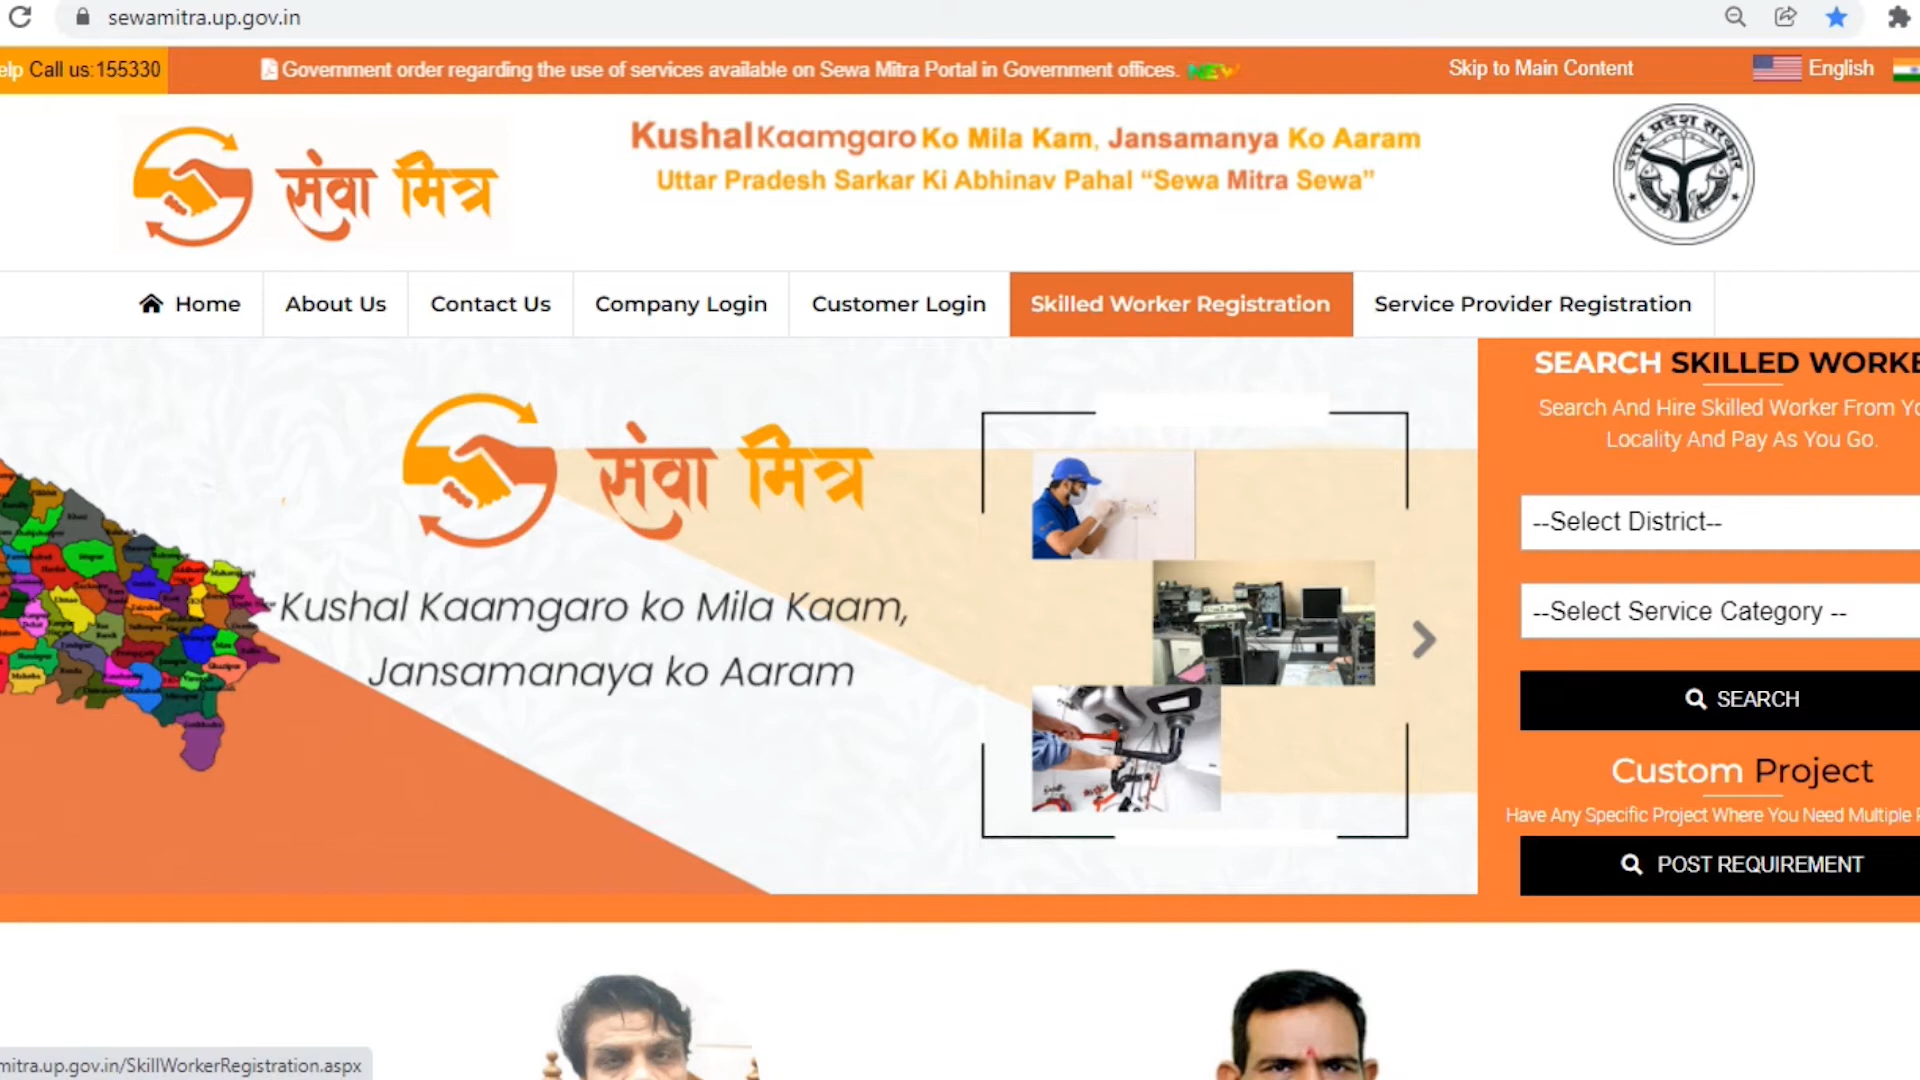 sewamitra.up.gov.in
elp Call us:155330
Government order regarding the use of services available on Sewa Mitra Portal in Government offices. NEW
Skip to Main Content
English
सेवा मित्र
KushalKaamgaro Ko Mila Kam, Jansamanya Ko Aaram
Uttar Pradesh Sarkar Ki Abhinav Pahal “Sewa Mitra Sewa”
उत्तर प्रदेश सरकार
Home
About Us
Contact Us
Company Login
Customer Login
Skilled Worker Registration
Service Provider Registration
सेवा मित्र
Kushal Kaamgaro ko Mila Kaam,
Jansamanaya ko Aaram
SEARCH SKILLED WORKE
Search And Hire Skilled Worker From Yo
Locality And Pay As You Go.
--Select District--
--Select Service Category --
SEARCH
Custom Project
Have Any Specific Project Where You Need Multiple P
POST REQUIREMENT
mitra.up.gov.in/SkillWorkerRegistration.aspx